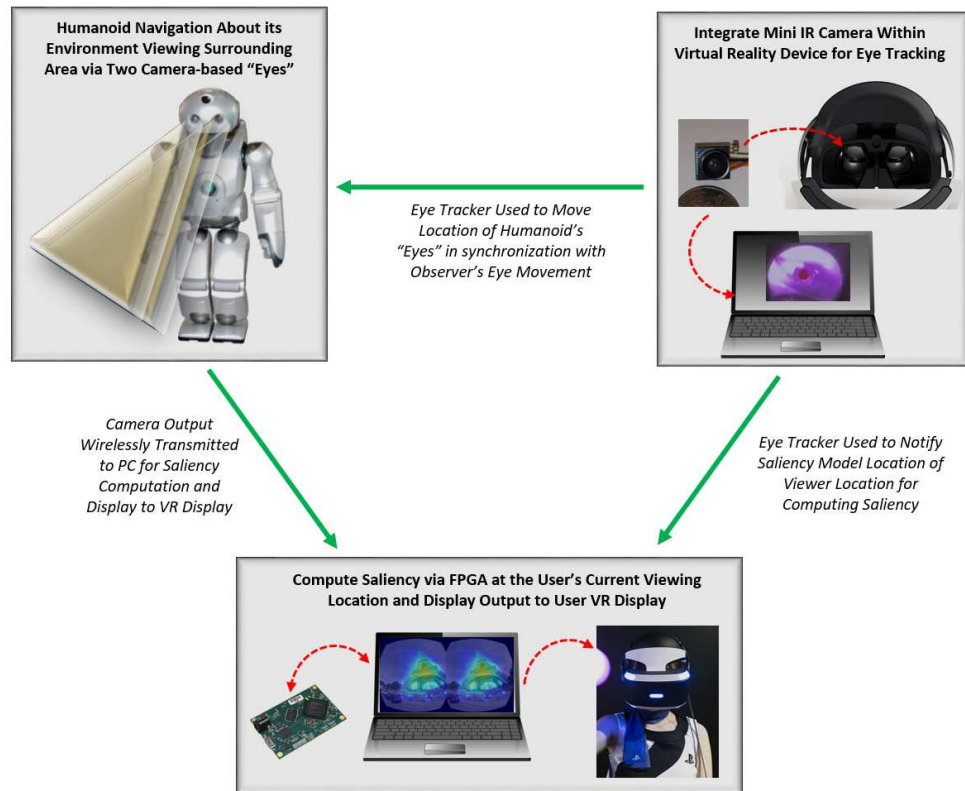 Humanoid Navigation About its
Environment Viewing Surrounding
Area via Two Camera-based “Eyes”
Integrate Mini IR Camera Within
Virtual Reality Device for Eye Tracking
Eye Tracker Used to Move
Location of Humanoid’s
“Eyes” in synchronization with
Observer’s Eye Movement
Camera Output
Wirelessly Transmitted
to PC for Saliency
Computation and
Display to VR Display
Eye Tracker Used to Notify
Saliency Model Location of
Viewer Location for
Computing Saliency
Compute Saliency via FPGA at the User’s Current Viewing
Location and Display Output to User VR Display